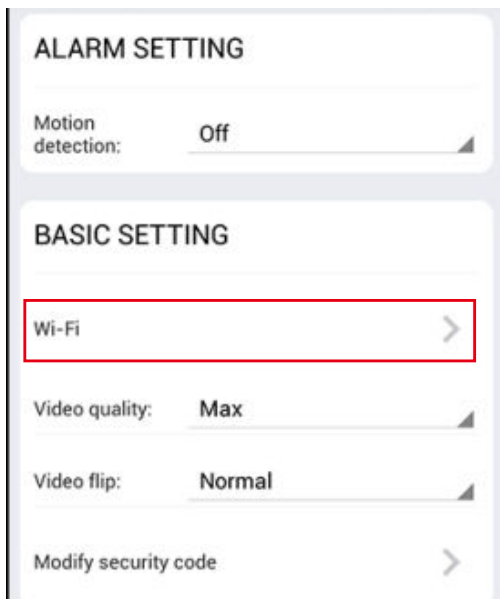 ALARM SETTING
Motion
detection:
Off
BASIC SETTING
Wi-Fi
Video quality: Max
Video flip: Normal
Modify security code